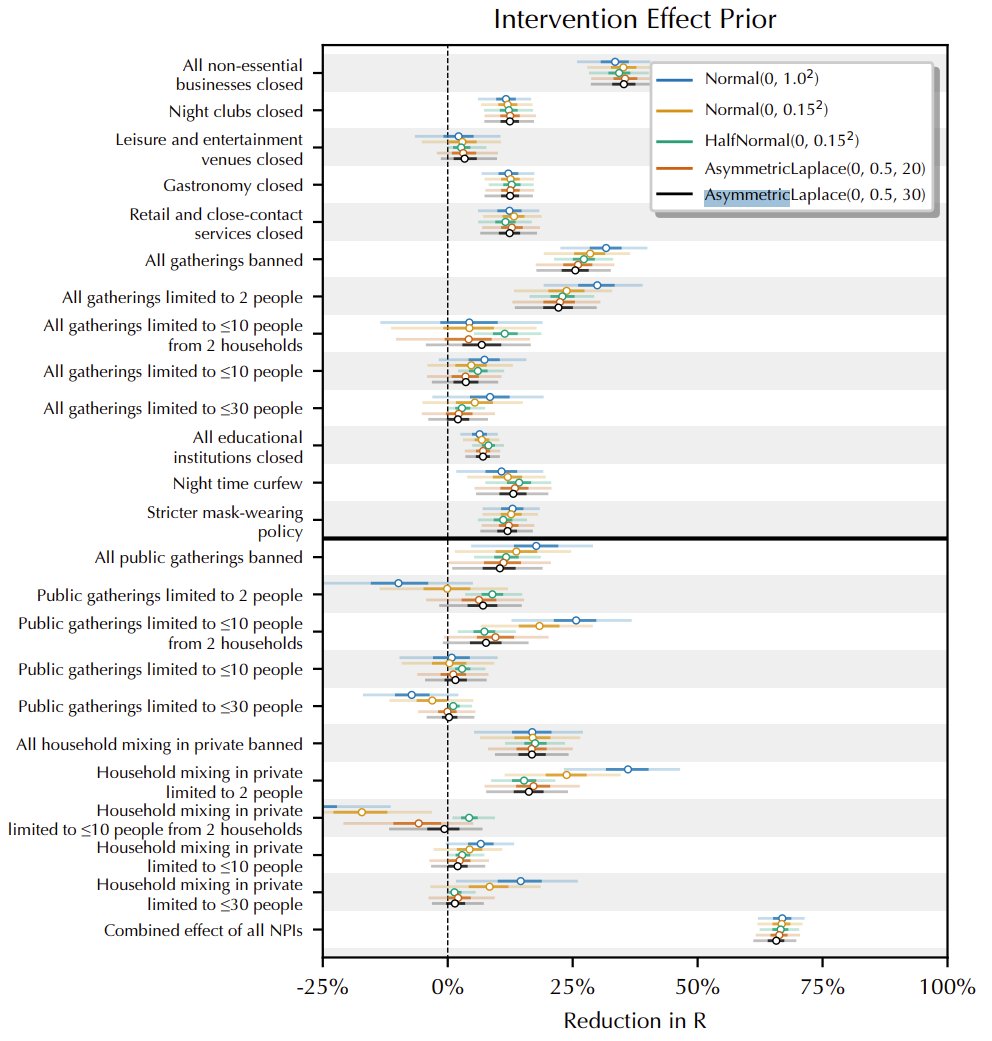 Intervention Effect Prior
All non-essential
businesses closed
Night clubs closed
Leisure and entertainment
venues closed
Gastronomy closed
Retail and close-contact
services closed
All gatherings banned
All gatherings limited to 2 people
All gatherings limited to ≤10 people
from 2 households
All gatherings limited to ≤10 people
All gatherings limited to ≤30 people
All educational
institutions closed
Night time curfew
Stricter mask-wearing
policy
All public gatherings banned
Public gatherings limited to 2 people
Public gatherings limited to ≤10 people
from 2 households
Public gatherings limited to ≤10 people
Public gatherings limited to ≤30 people
All household mixing in private banned
Household mixing in private
limited to 2 people
Household mixing in private
limited to ≤10 people from 2 households
Household mixing in private
limited to ≤10 people
Household mixing in private
limited to ≤30 people
Combined effect of all NPIs
Normal(0, 1.0²)
Normal(0, 0.15²)
HalfNormal(0, 0.15²)
AsymmetricLaplace(0, 0.5, 20)
AsymmetricLaplace(0, 0.5, 30)
-25% 0% 25% 50% 75% 100%
Reduction in R